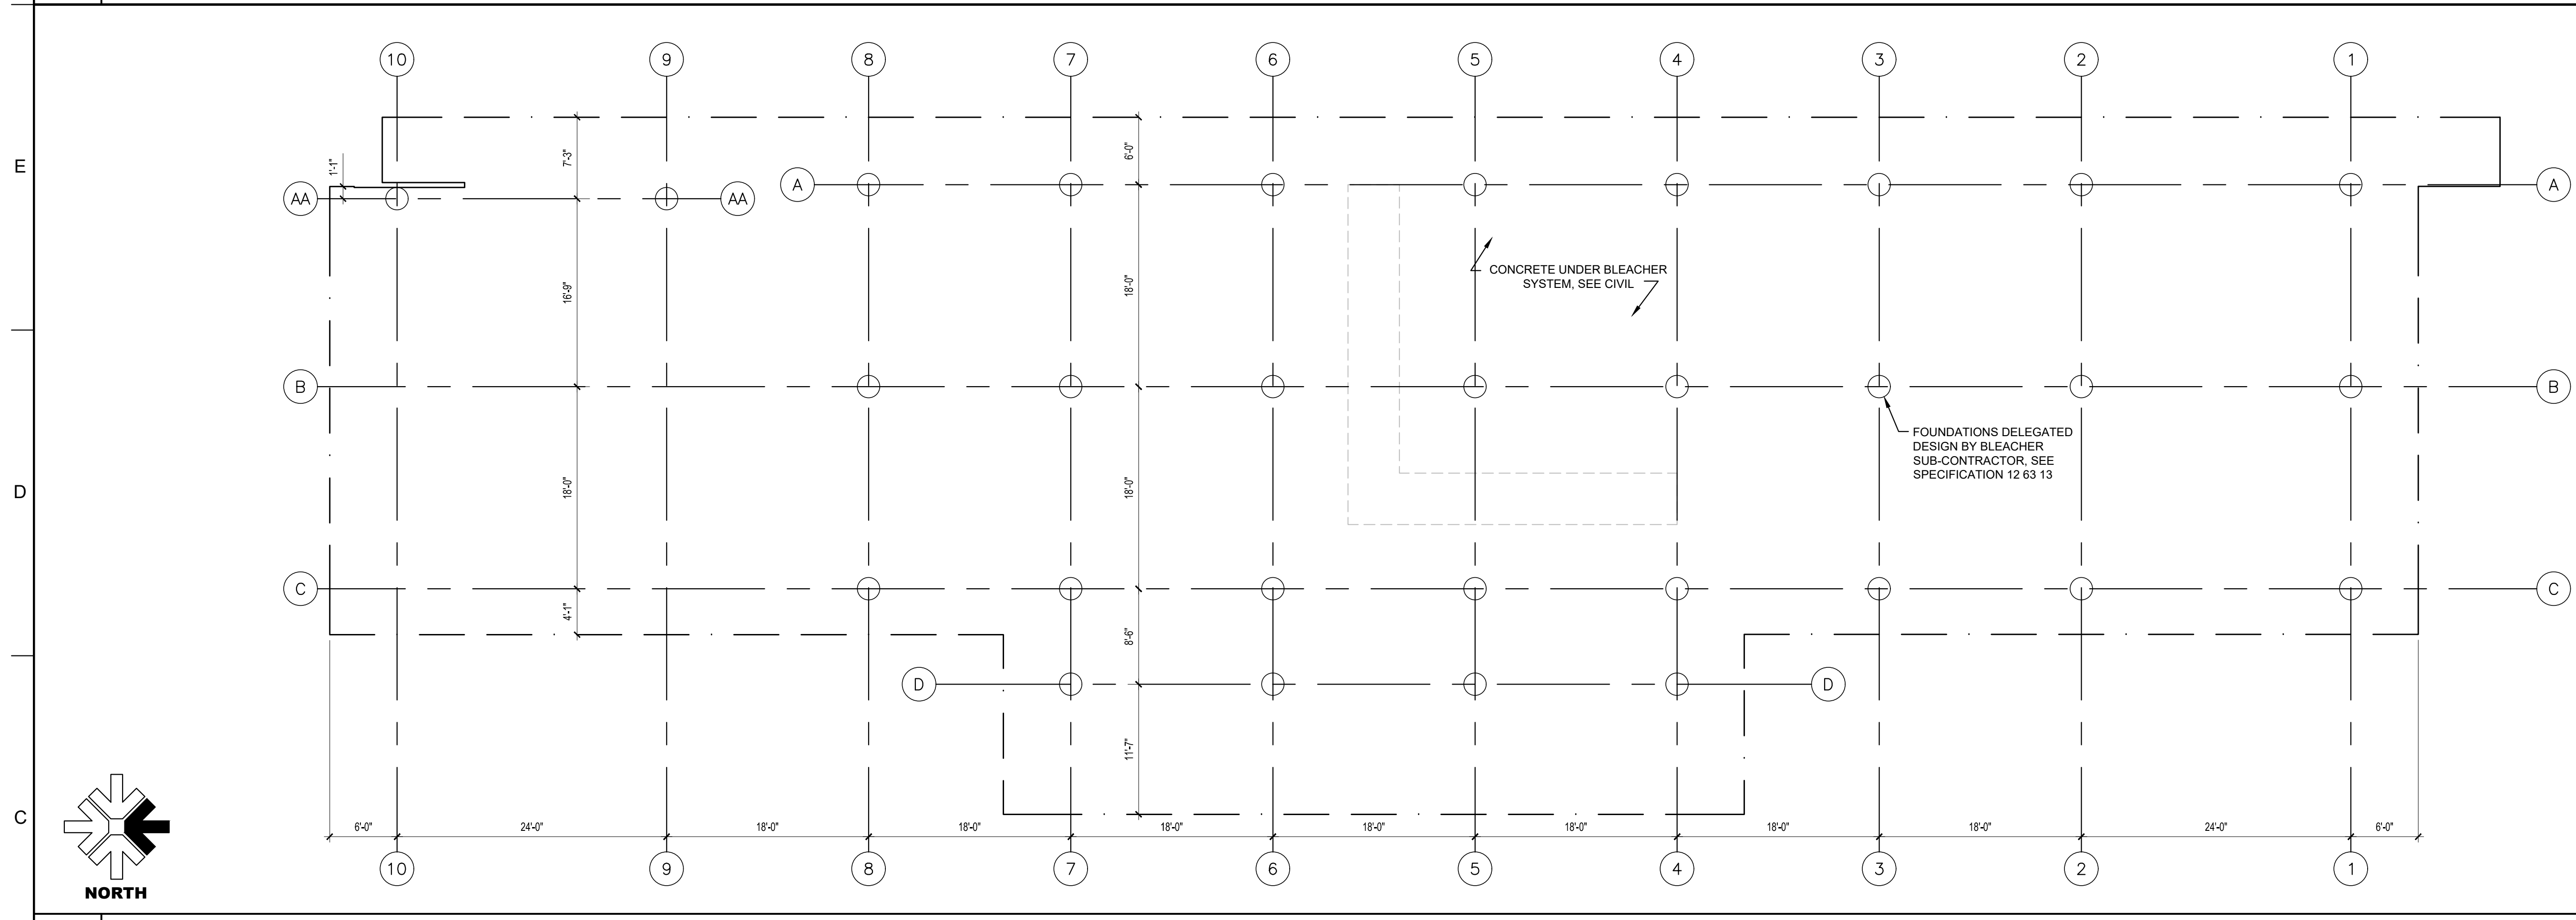 10 9 8 7 6 5 4 3 2 1
E
7'-3"
6'-0"
1'-1"
AA
AA
A
A
16'-9"
18'-0"
CONCRETE UNDER BLEACHER
SYSTEM, SEE CIVIL
B
B
FOUNDATIONS DELEGATED
DESIGN BY BLEACHER
SUB-CONTRACTOR, SEE
SPECIFICATION 12 63 13
D
18'-0"
18'-0"
C
C
4'-1"
8'-6"
D
D
11'-7"
C
6'-0" 24'-0" 18'-0" 18'-0" 18'-0" 18'-0" 18'-0" 18'-0" 18'-0" 24'-0" 6'-0"
10 9 8 7 6 5 4 3 2 1
NORTH